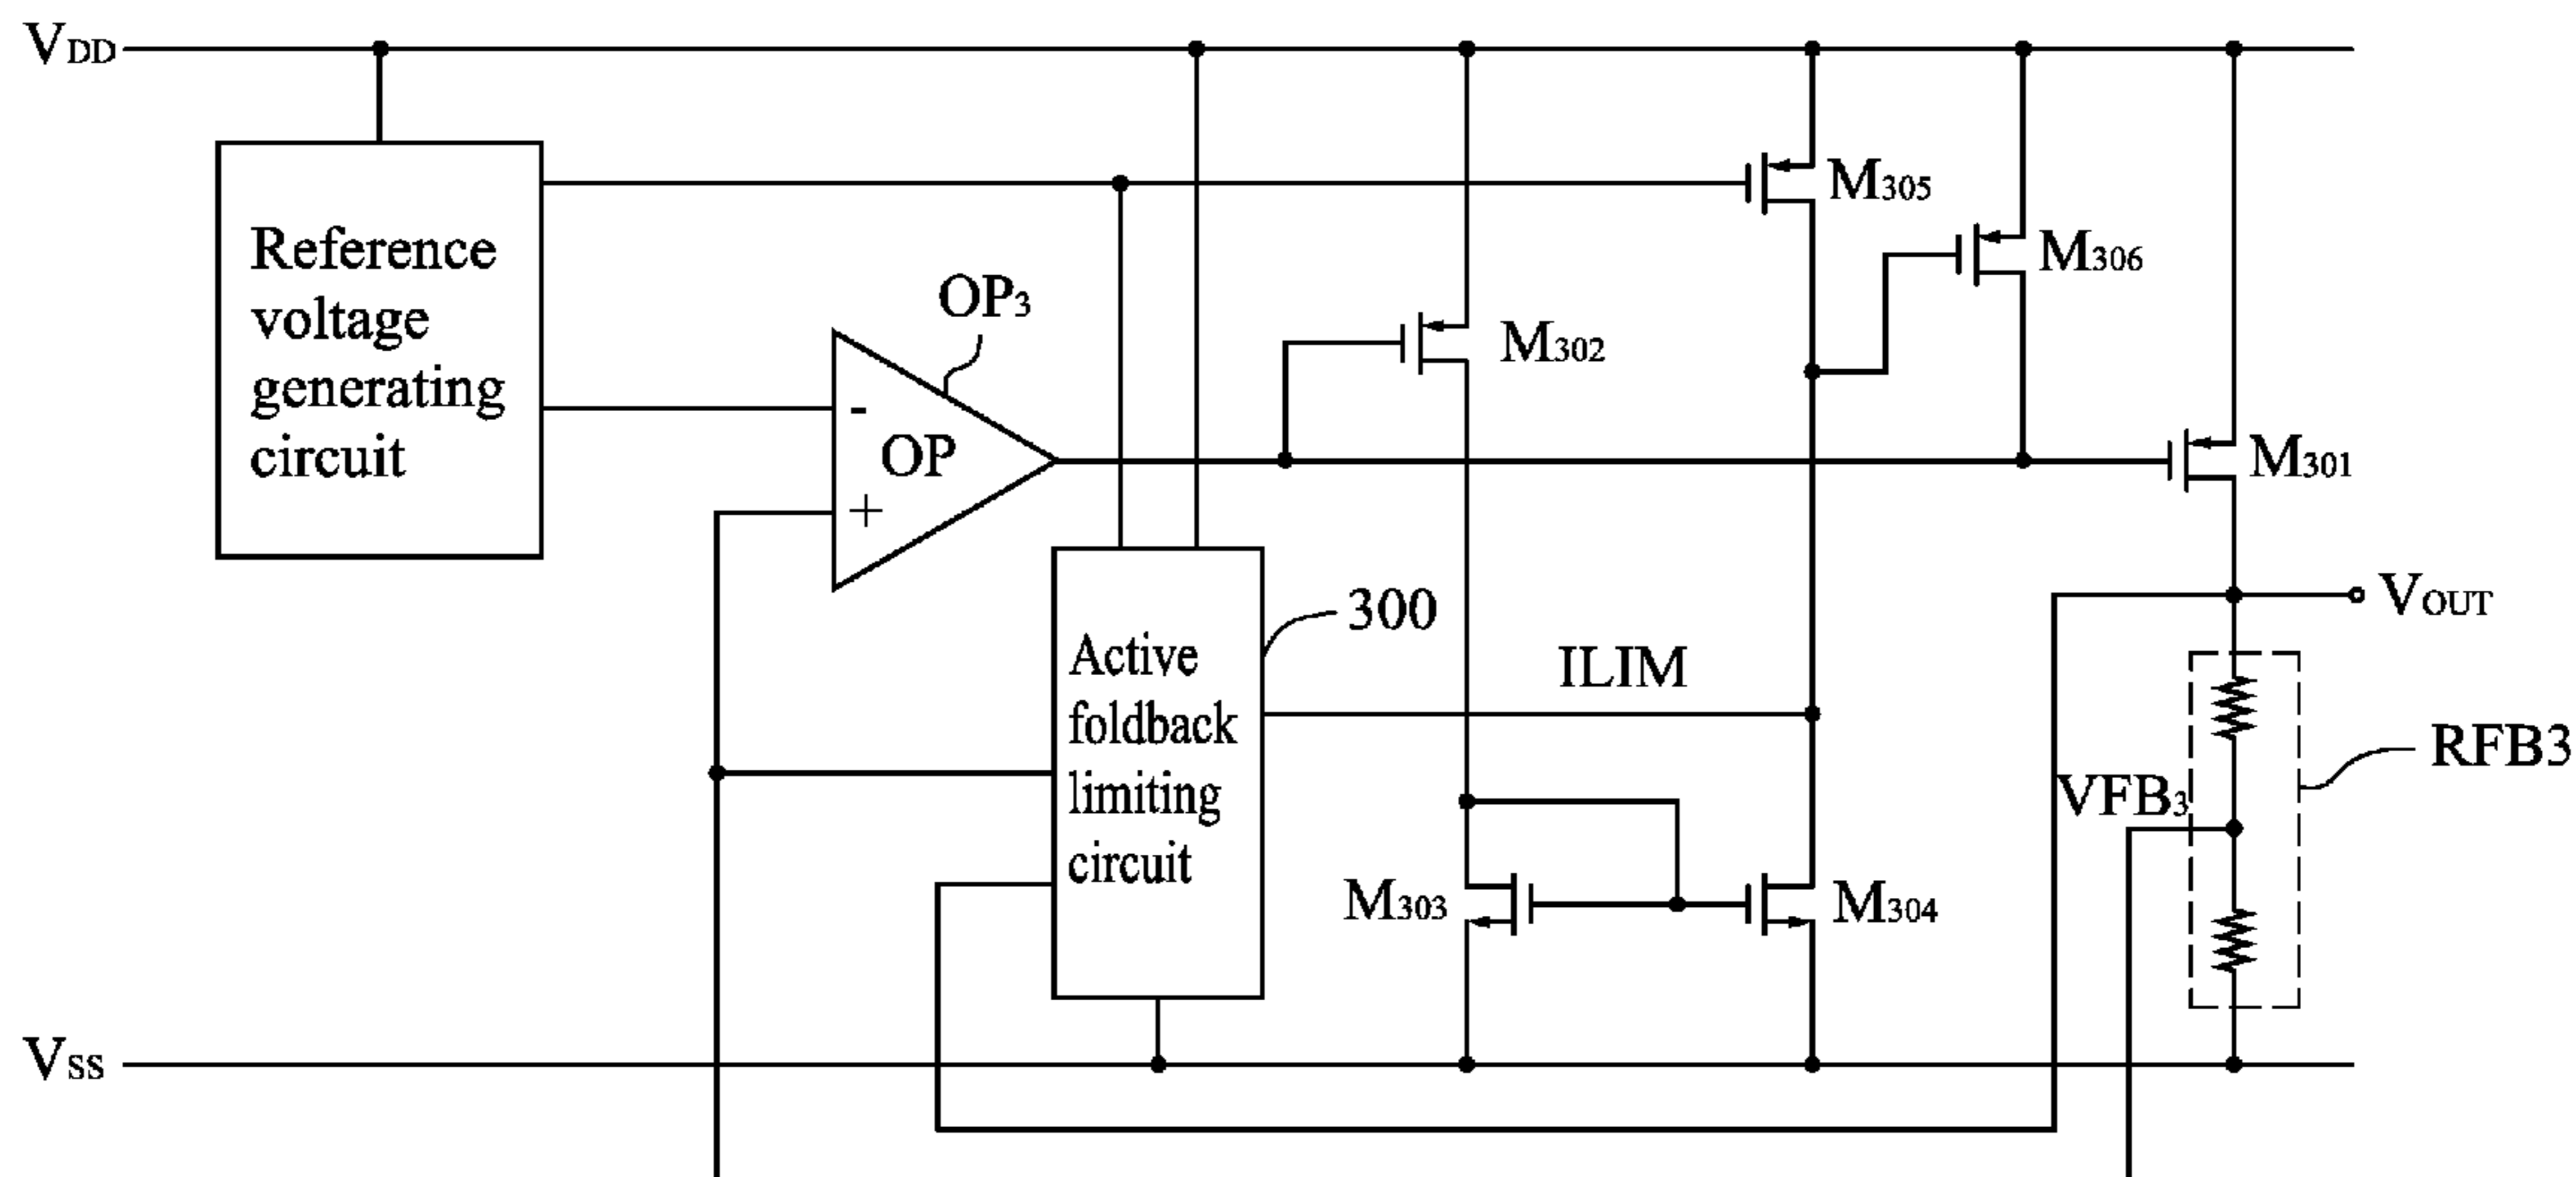 VDD
Reference
voltage
generating
circuit
OP3
-
OP
+
M305
M306
M302
M301
300
VOUT
Active
foldback
limiting
circuit
ILIM
RFB3
VFB3
M303
M304
VSS